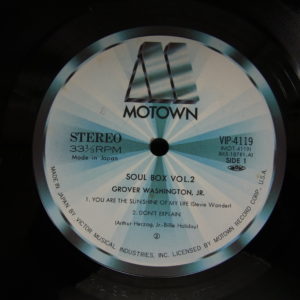 MOTOWN
STEREO
33⅓RPM
Made in Japan
VIP-4119
SIDE 1
SOUL BOX VOL.2
GROVER WASHINGTON, JR.
1. YOU ARE THE SUNSHINE OF MY LIFE (Stevie Wonder)
2. DON'T EXPLAIN
(Arthur Herzog, Jr-Billie Holiday)
②
MADE IN JAPAN BY VICTOR MUSICAL INDUSTRIES, INC. LICENSED BY MOTOWN RECORD CORP. U.S.A.